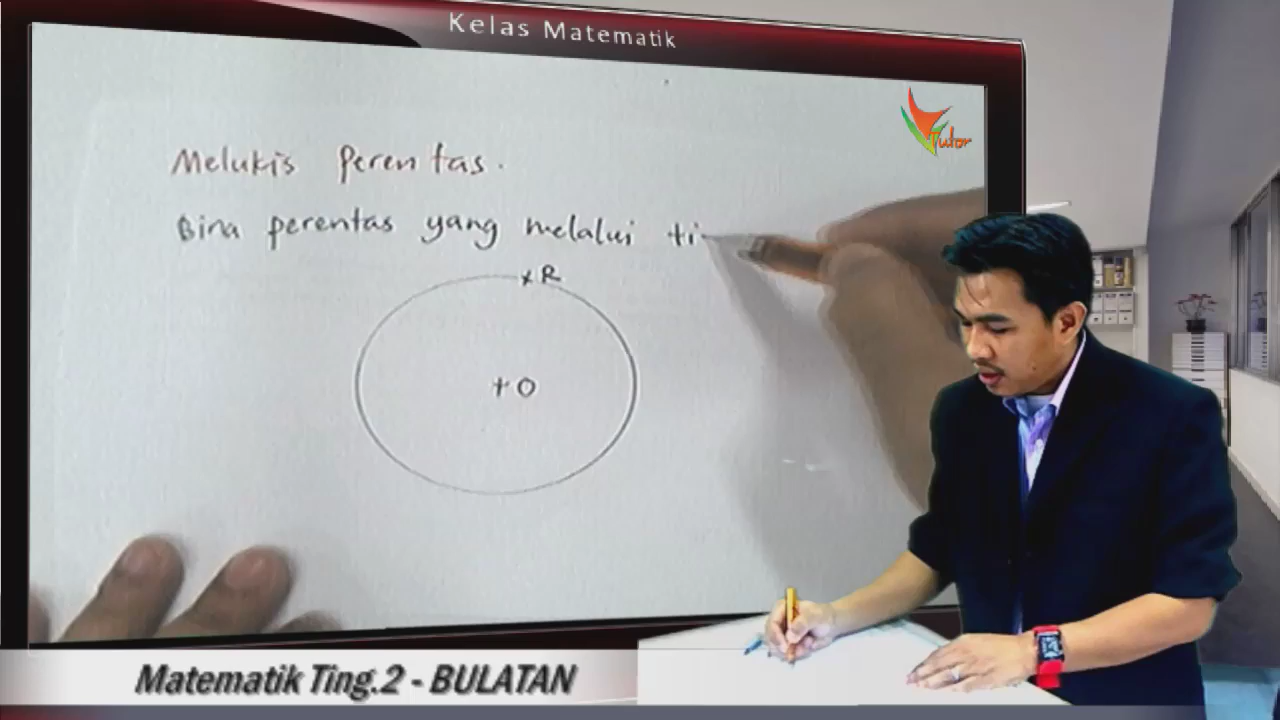 Kelas Matematik
Tutor
Melukis Perentas.
Bina perentas yang melalui ti
R
O
Matematik Ting.2 - BULATAN